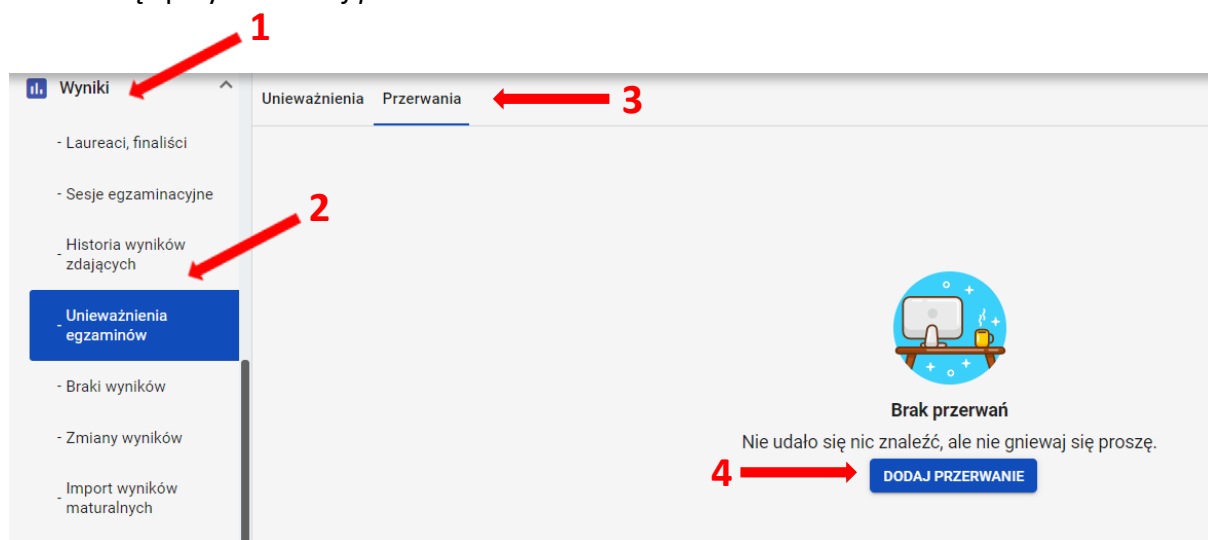 1
Wyniki
Unieważnienia Przerwania
3
- Laureaci, finaliści
- Sesje egzaminacyjne
2
- Historia wyników
zdających
- Unieważnienia
egzaminów
- Braki wyników
- Zmiany wyników
- Import wyników
maturalnych
Brak przerwań
Nie udało się nic znaleźć, ale nie gniewaj się proszę.
4
DODAJ PRZERWANIE